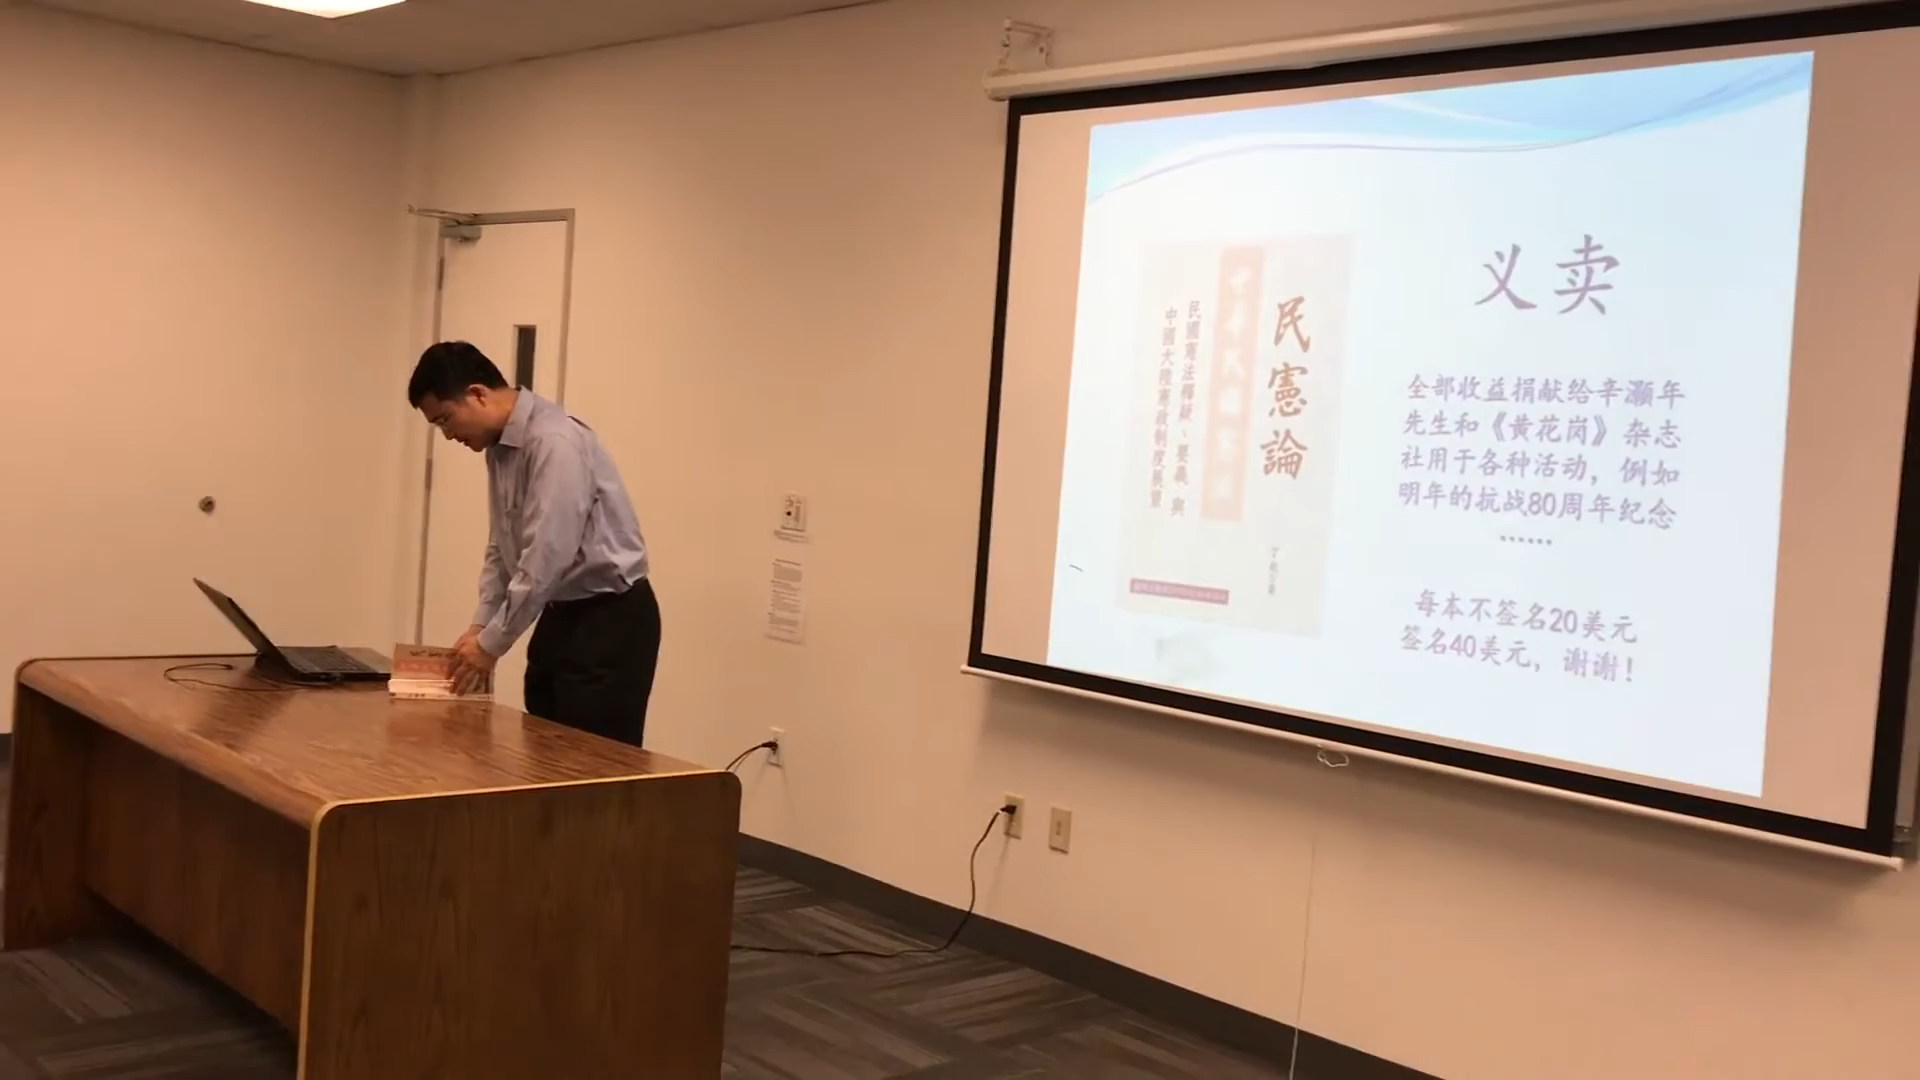 民憲論
民國憲法釋疑、要義、與
中國大陸憲政制度展望
义卖
全部收益捐献给辛灏年
先生和《黄花岗》杂志
社用于各种活动，例如
明年的抗战80周年纪念
……
每本不签名20美元
签名40美元，谢谢！